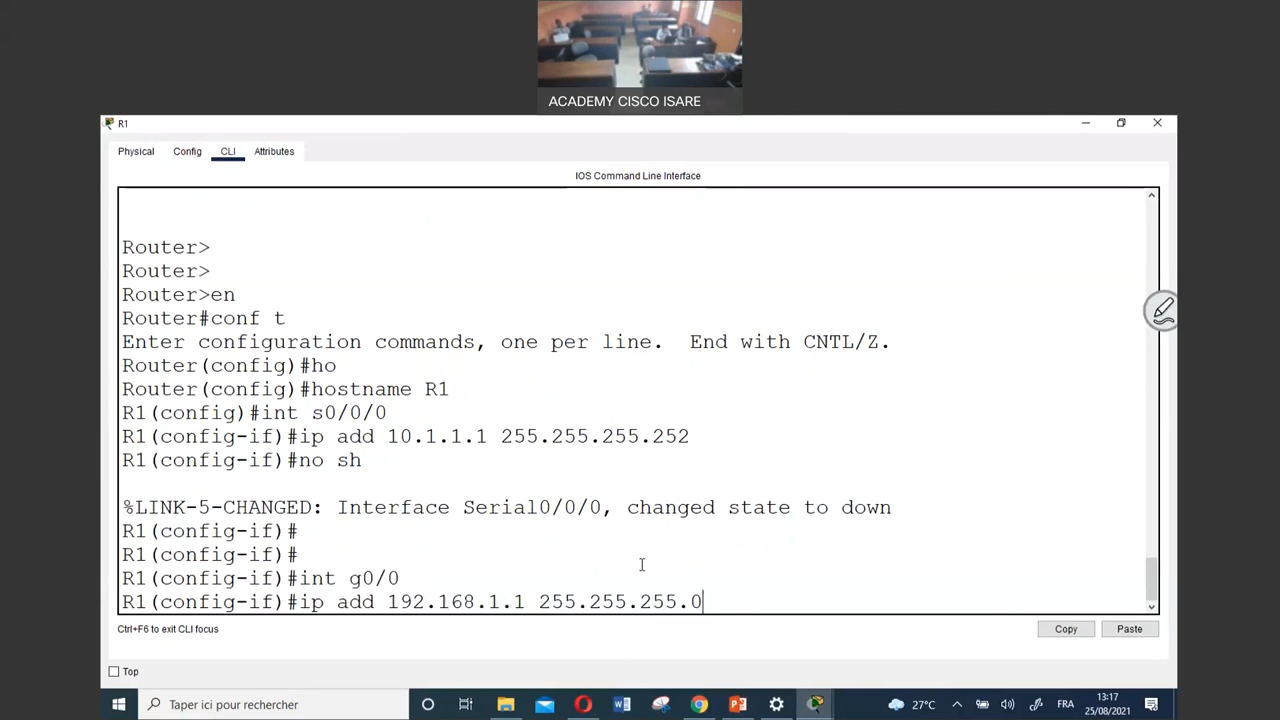 ACADEMY CISCO ISARE
R1
Physical Config CLI Attributes
IOS Command Line Interface
Router>
Router>
Router>en
Router#conf t
Enter configuration commands, one per line.  End with CNTL/Z.
Router(config)#ho
Router(config)#hostname R1
R1(config)#int s0/0/0
R1(config-if)#ip add 10.1.1.1 255.255.255.252
R1(config-if)#no sh
%LINK-5-CHANGED: Interface Serial0/0/0, changed state to down
R1(config-if)#
R1(config-if)#
R1(config-if)#int g0/0
R1(config-if)#ip add 192.168.1.1 255.255.255.0
Ctrl+F6 to exit CLI focus
Copy Paste
Top
Taper ici pour rechercher
27°C FRA 13:17
25/08/2021